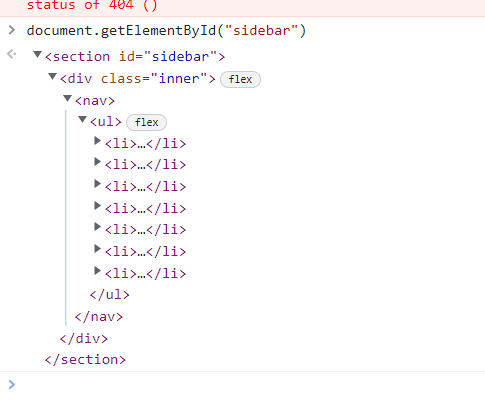 status of 404 ()
document.getElementById("sidebar")
<section id="sidebar">
<div class="inner"> flex
<nav>
<ul> flex
<li>…</li>
<li>…</li>
<li>…</li>
<li>…</li>
<li>…</li>
<li>…</li>
<li>…</li>
</ul>
</nav>
</div>
</section>